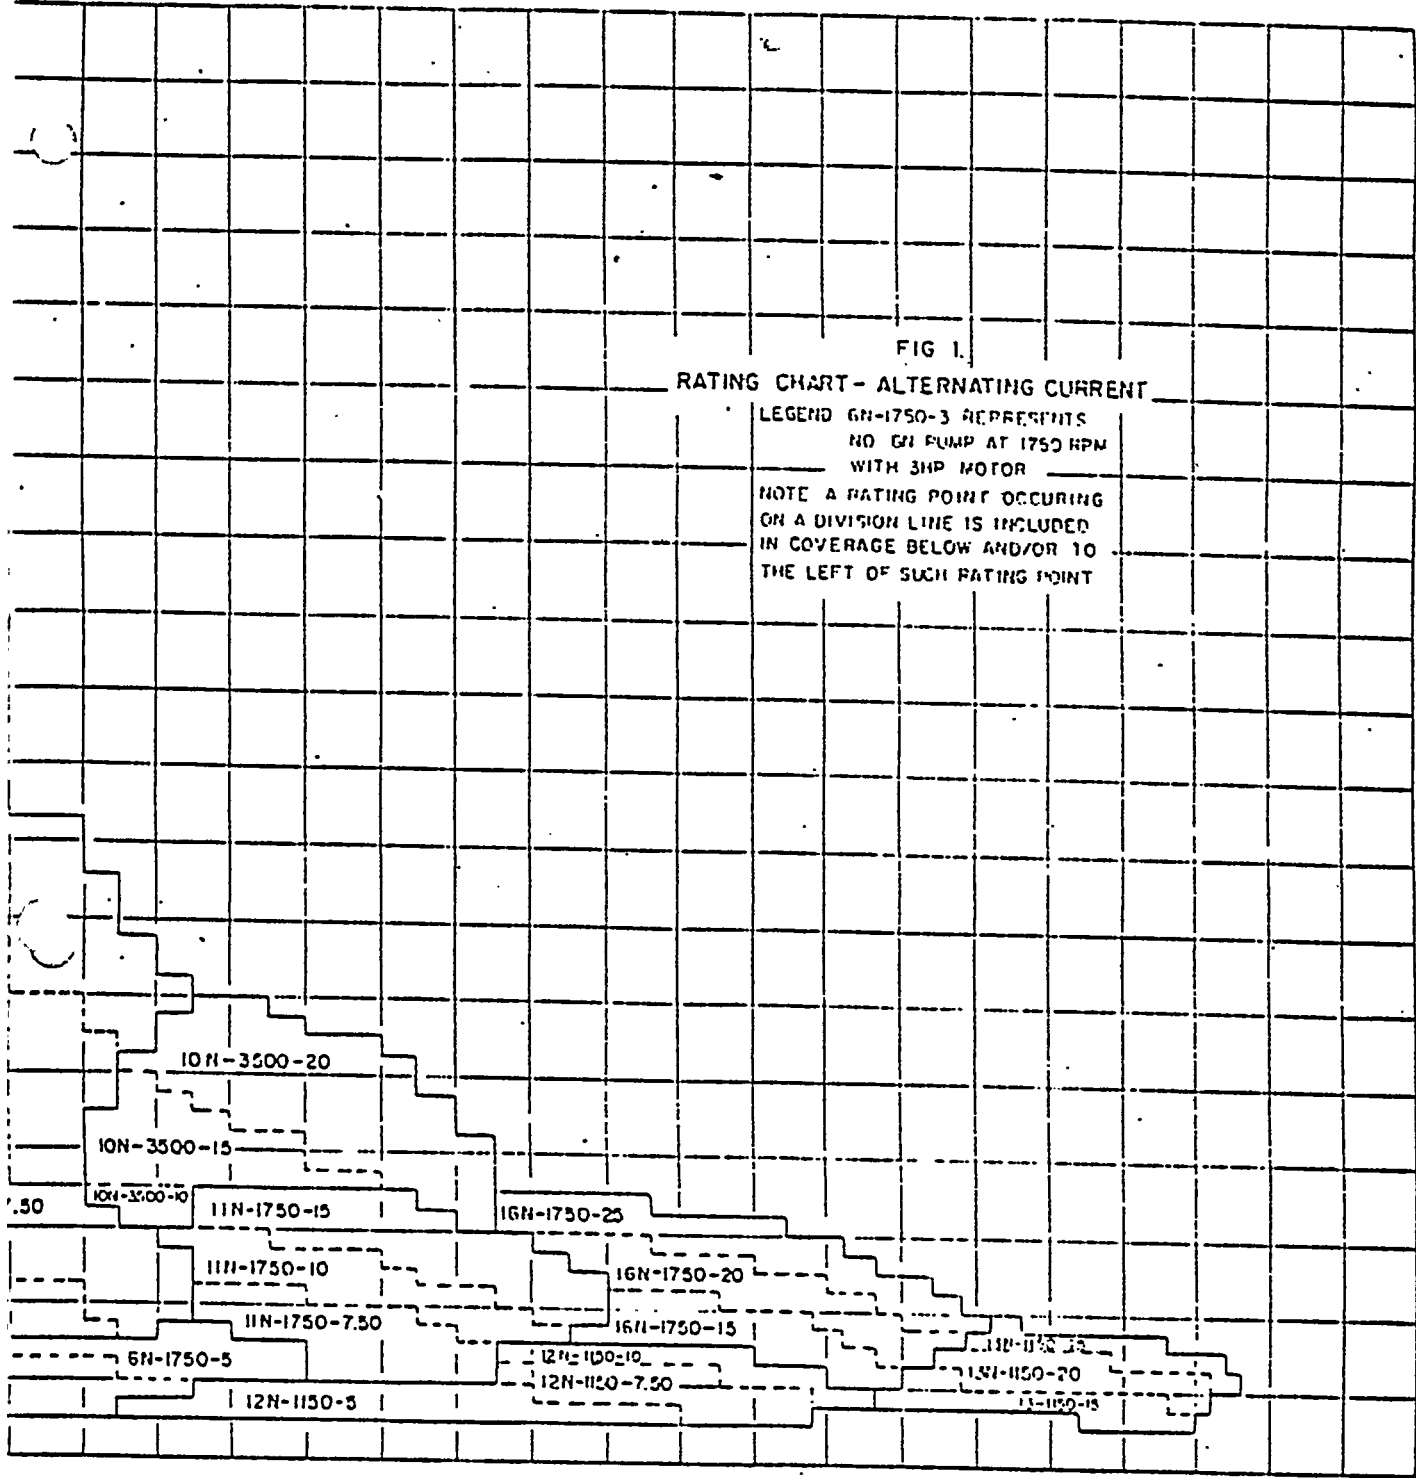 FIG 1.
RATING CHART - ALTERNATING CURRENT
LEGEND 6N-1750-3 REPRESENTS
NO 6N PUMP AT 1750 RPM
WITH 3HP MOTOR
NOTE A RATING POINT OCCURING
ON A DIVISION LINE IS INCLUDED
IN COVERAGE BELOW AND/OR TO
THE LEFT OF SUCH RATING POINT
10N-3500-20
10N-3500-15
10N-3500-10
7.50
11N-1750-15
16N-1750-25
11N-1750-10
16N-1750-20
11N-1750-7.50
16N-1750-15
6N-1750-5
12N-1150-10
13N-1150-20
12N-1150-7.50
12N-1150-5
13-1150-15